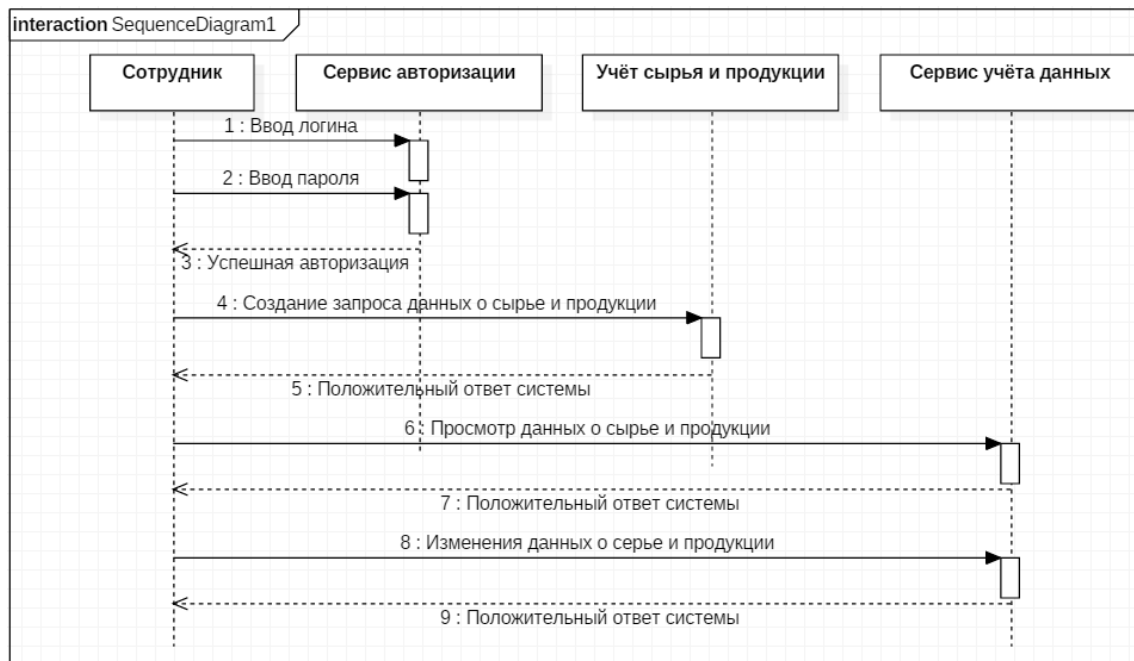 interaction SequenceDiagram1
Сотрудник
Сервис авторизации
Учёт сырья и продукции
Сервис учёта данных
1 : Ввод логина
2 : Ввод пароля
3 : Успешная авторизация
4 : Создание запроса данных о сырье и продукции
5 : Положительный ответ системы
6 : Просмотр данных о сырье и продукции
7 : Положительный ответ системы
8 : Изменения данных о серье и продукции
9 : Положительный ответ системы